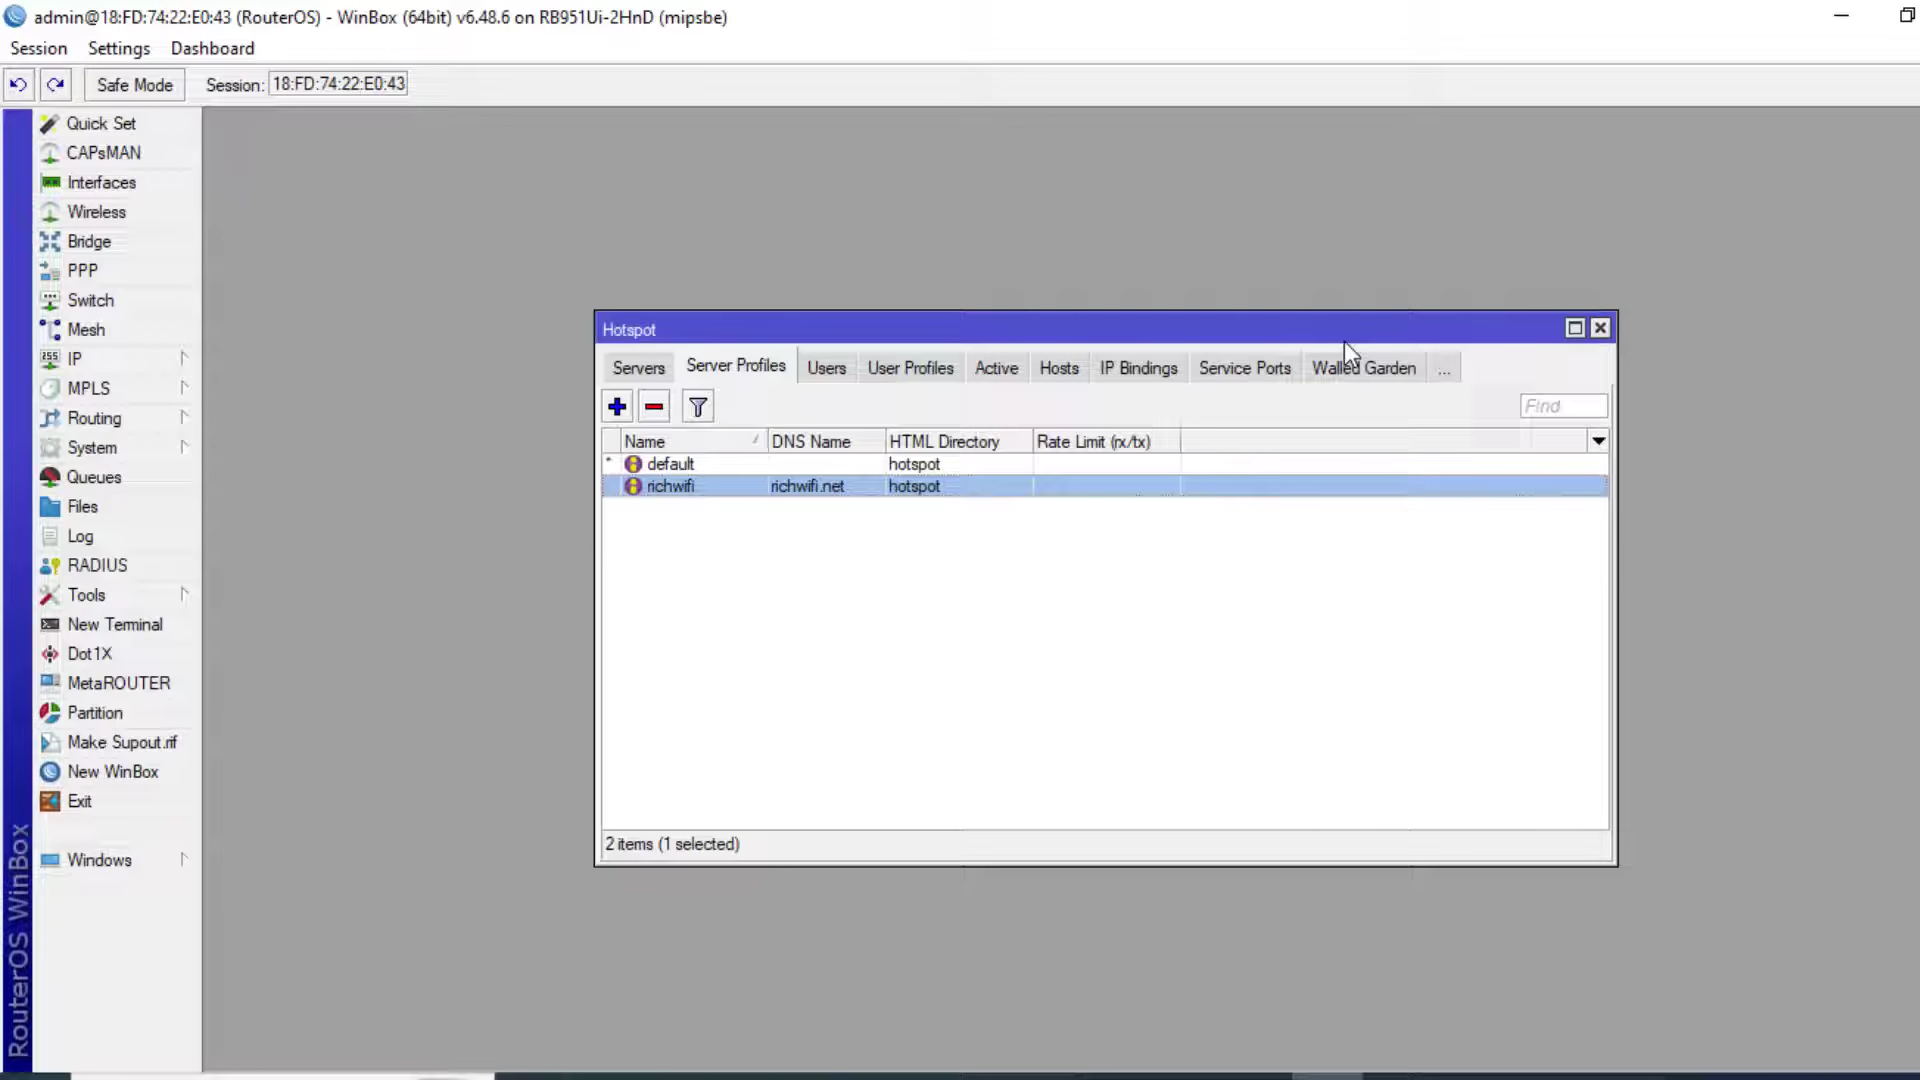 admin@18:FD:74:22:E0:43 (RouterOS) - WinBox (64bit) v6.48.6 on RB951Ui-2HnD (mipsbe)
Session Settings Dashboard
Safe Mode Session: 18:FD:74:22:E0:43
Quick Set
CAPsMAN
Interfaces
Wireless
Bridge
PPP
Switch
Mesh
IP
MPLS
Routing
System
Queues
Files
Log
RADIUS
Tools
New Terminal
Dot1X
MetaROUTER
Partition
Make Supout.rif
New WinBox
Exit
Windows
RouterOS WinBox
Hotspot
Servers Server Profiles Users User Profiles Active Hosts IP Bindings Service Ports Walled Garden ...
Find
Name DNS Name HTML Directory Rate Limit (rx/tx)
* default hotspot
richwifi richwifi.net hotspot
2 items (1 selected)